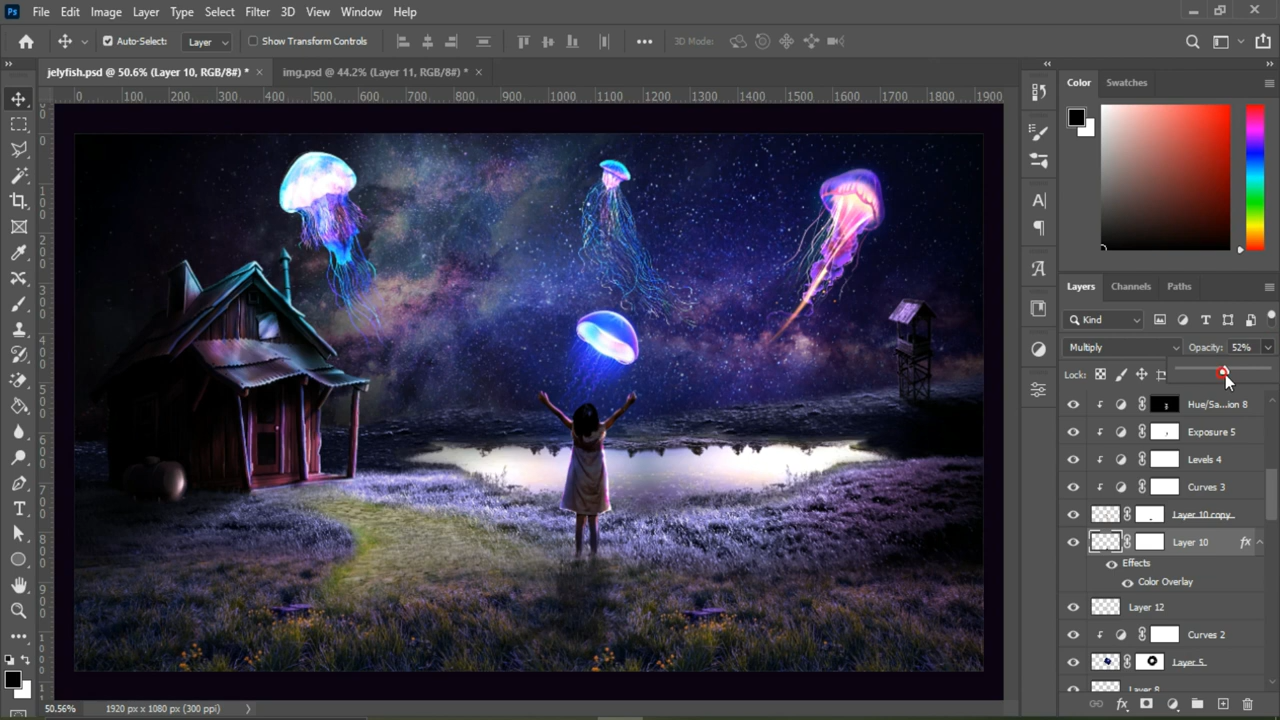 Ps File Edit Image Layer Type Select Filter 3D View Window Help
Auto-Select: Layer Show Transform Controls 3D Mode:
jelyfish.psd @ 50.6% (Layer 10, RGB/8#) * × img.psd @ 44.2% (Layer 11, RGB/8#) * ×
0 100 200 300 400 500 600 700 800 900 1000 1100 1200 1300 1400 1500 1600 1700 1800 1900
Color Swatches
Layers Channels Paths
Kind
Multiply Opacity: 52%
Lock:
Hue/Sa...ion 8
Exposure 5
Levels 4
Curves 3
Layer 10 copy
Layer 10 fx
Effects
Color Overlay
Layer 12
Curves 2
Layer 5
Layer 8
50.56% 1920 px x 1080 px (300 ppi)